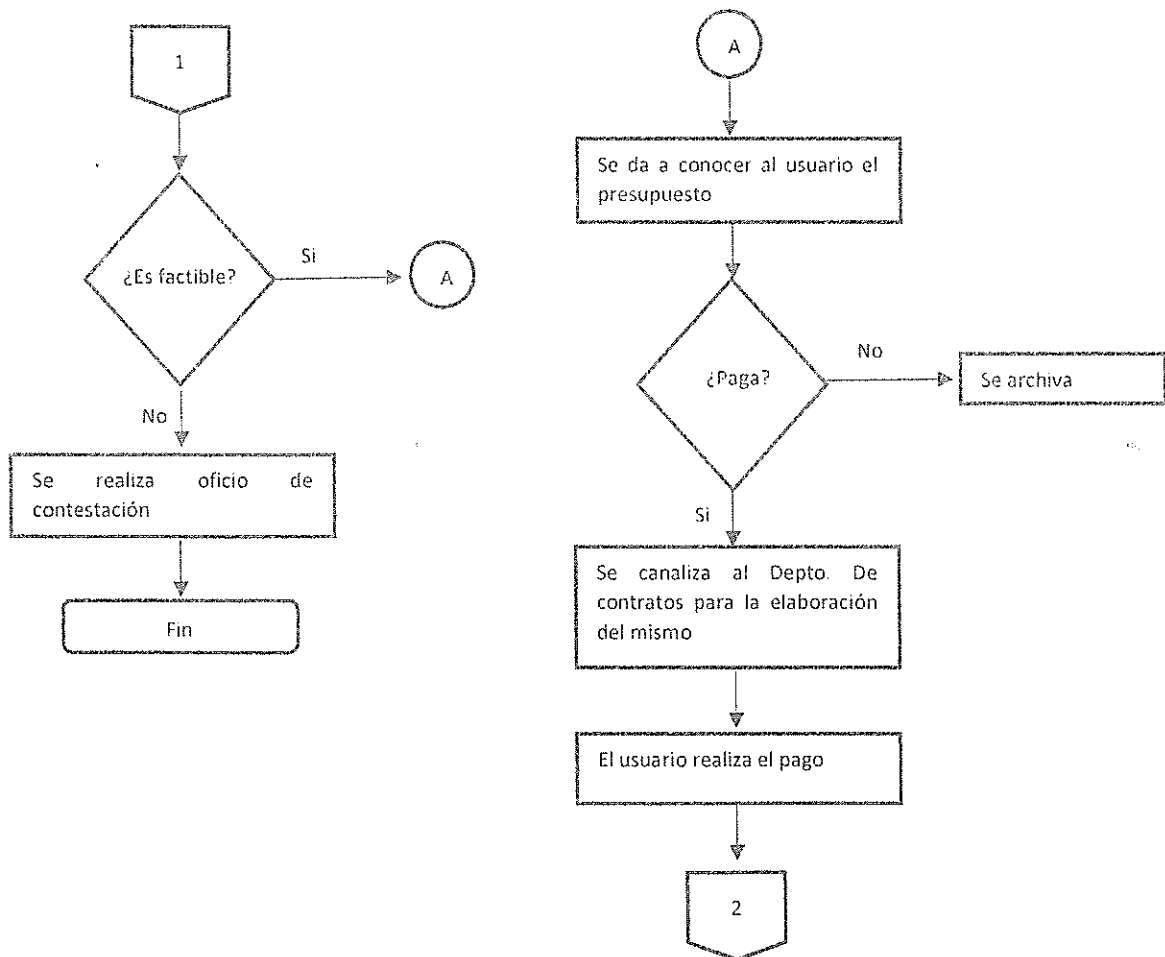 1
¿Es factible?
Si
A
No
Se realiza oficio de
contestación
Fin
A
Se da a conocer al usuario el
presupuesto
¿Paga?
No
Se archiva
Si
Se canaliza al Depto. De
contratos para la elaboración
del mismo
El usuario realiza el pago
2